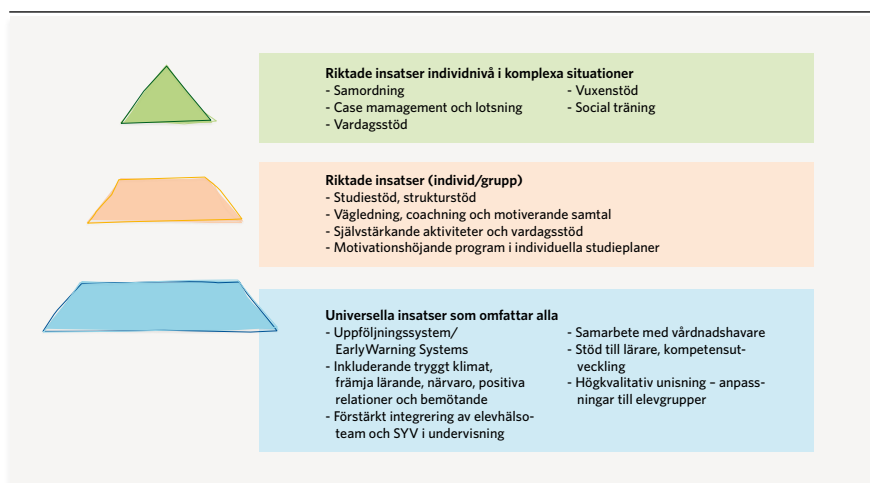 Riktade insatser individnivå i komplexa situationer
- Samordning
- Case mamagement och lotsning
- Vardagsstöd
- Vuxenstöd
- Social träning
Riktade insatser (individ/grupp)
- Studiestöd, strukturstöd
- Vägledning, coachning och motiverande samtal
- Självstärkande aktiviteter och vardagsstöd
- Motivationshöjande program i individuella studieplaner
Universella insatser som omfattar alla
- Uppföljningssystem/
EarlyWarning Systems
- Inkluderande tryggt klimat,
främja lärande, närvaro, positiva
relationer och bemötande
- Förstärkt integrering av elevhälso-
team och SYV i undervisning
- Samarbete med vårdnadshavare
- Stöd till lärare, kompetensut-
veckling
- Högkvalitativ unisning – anpass-
ningar till elevgrupper